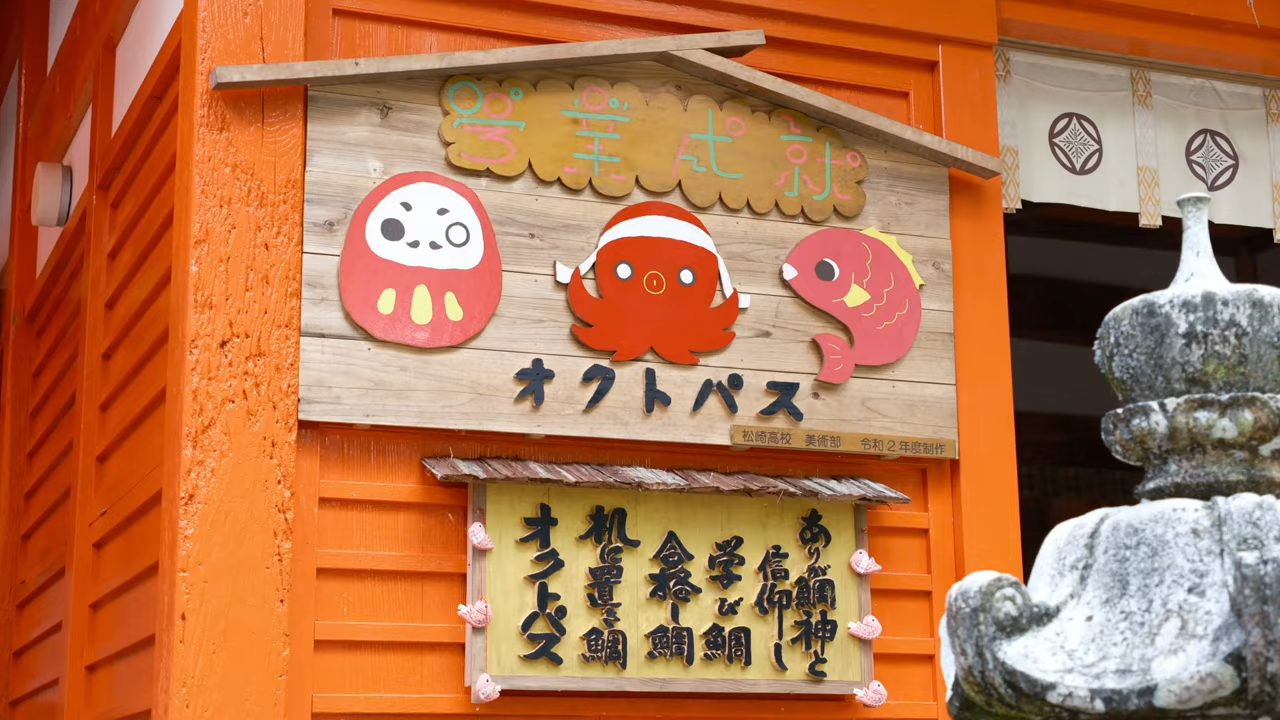 営業成就
オクトパス
松崎高校 美術部 令和2年度制作
ありが鯛神と
信仰し
学び鯛
合格し鯛
机に置き鯛
オクトパス